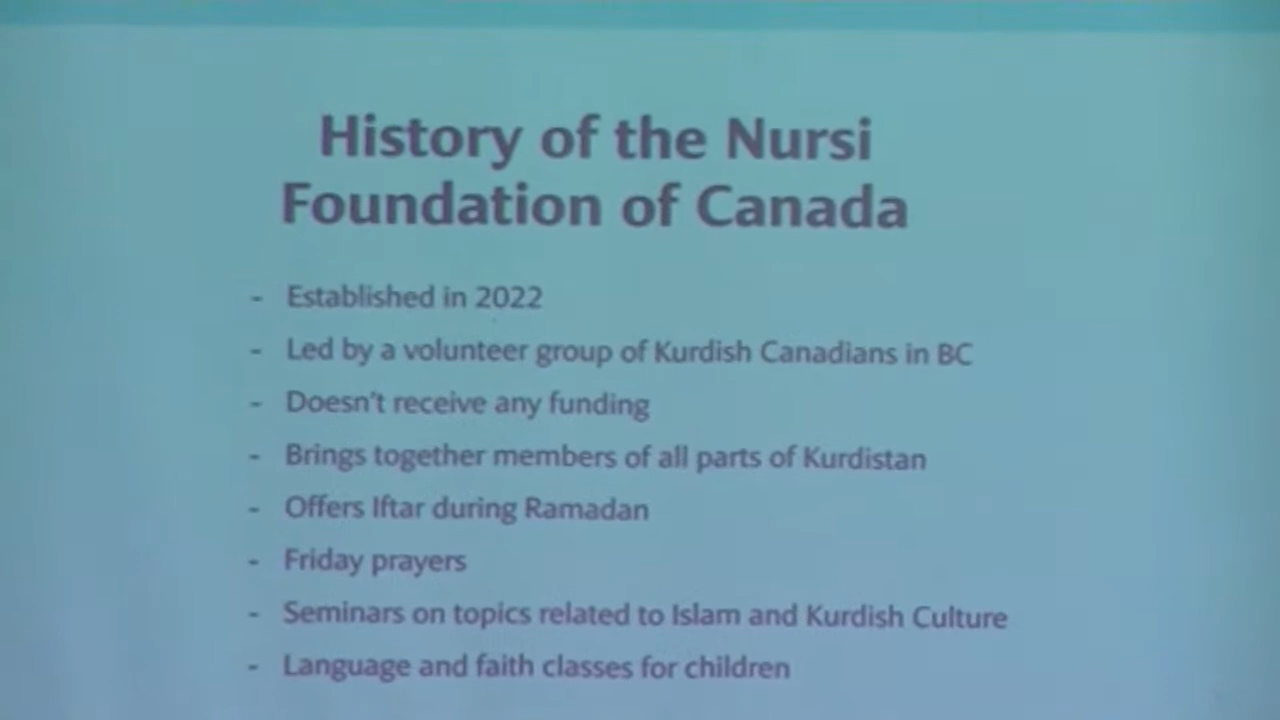 History of the Nursi
Foundation of Canada
- Established in 2022
- Led by a volunteer group of Kurdish Canadians in BC
- Doesn't receive any funding
- Brings together members of all parts of Kurdistan
- Offers Iftar during Ramadan
- Friday prayers
- Seminars on topics related to Islam and Kurdish Culture
- Language and faith classes for children